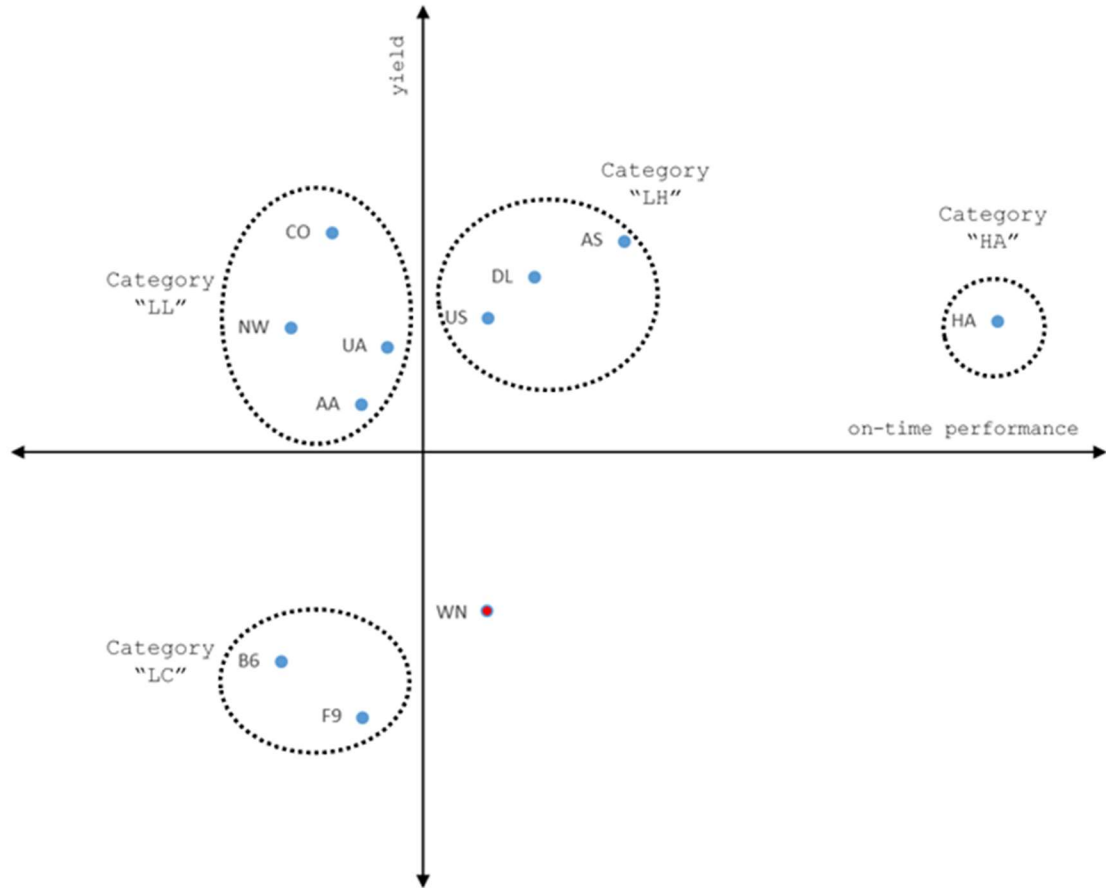 yield
Category
“LH”
CO
AS
Category
“HA”
DL
Category
“LL”
US
HA
NW
UA
AA
on-time performance
WN
Category
“LC”
B6
F9